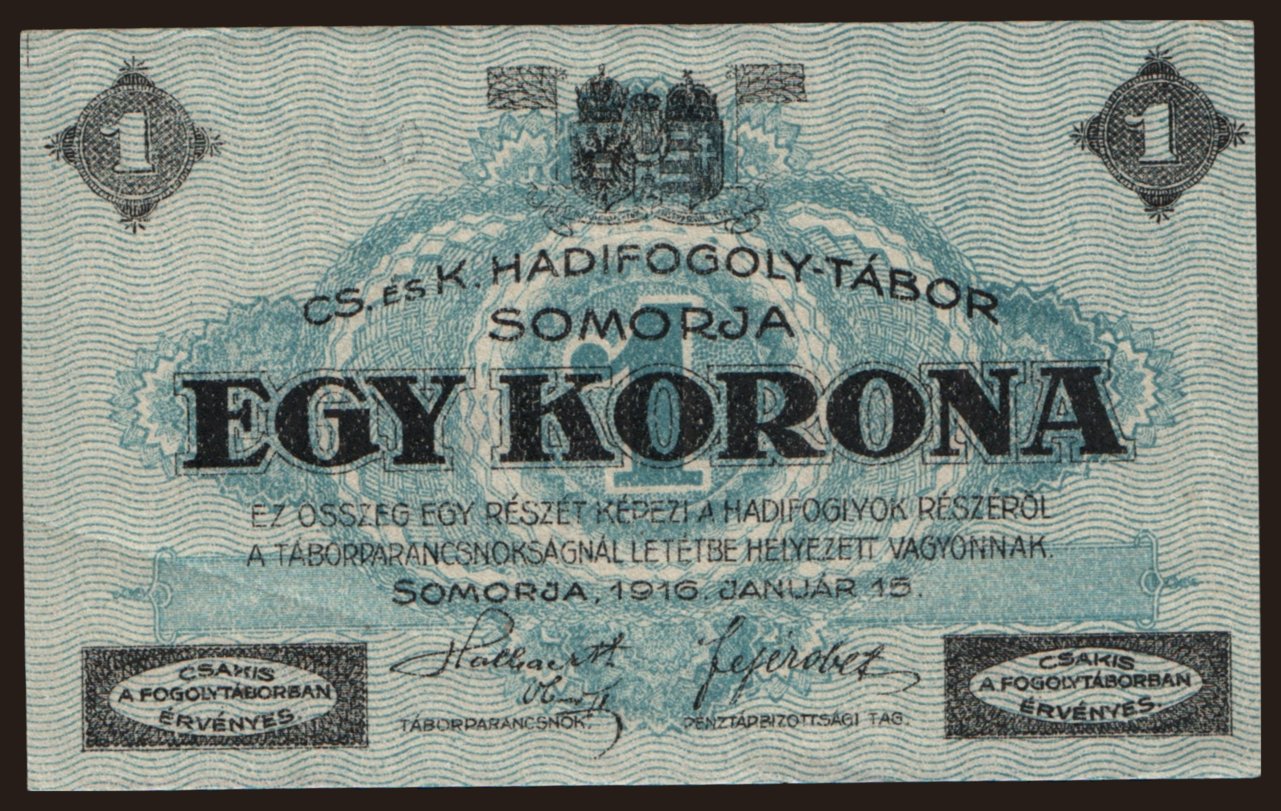 1
1
CS. ÉS K. HADIFOGOLY-TÁBOR
SOMORJA
1
EGY KORONA
EZ ÖSSZEG EGY RÉSZÉT KÉPEZI A HADIFOGLYOK RÉSZÉRŐL
A TÁBORPARANCSNOKSÁGNÁL LETÉTBE HELYEZETT VAGYONNAK.
SOMORJA, 1916. JANUÁR 15.
CSAKIS
A FOGOLYTÁBORBAN
ÉRVÉNYES.
TÁBORPARANCSNOK.
PÉNZTÁRBIZOTTSÁGI TAG.
CSAKIS
A FOGOLYTÁBORBAN
ÉRVÉNYES.